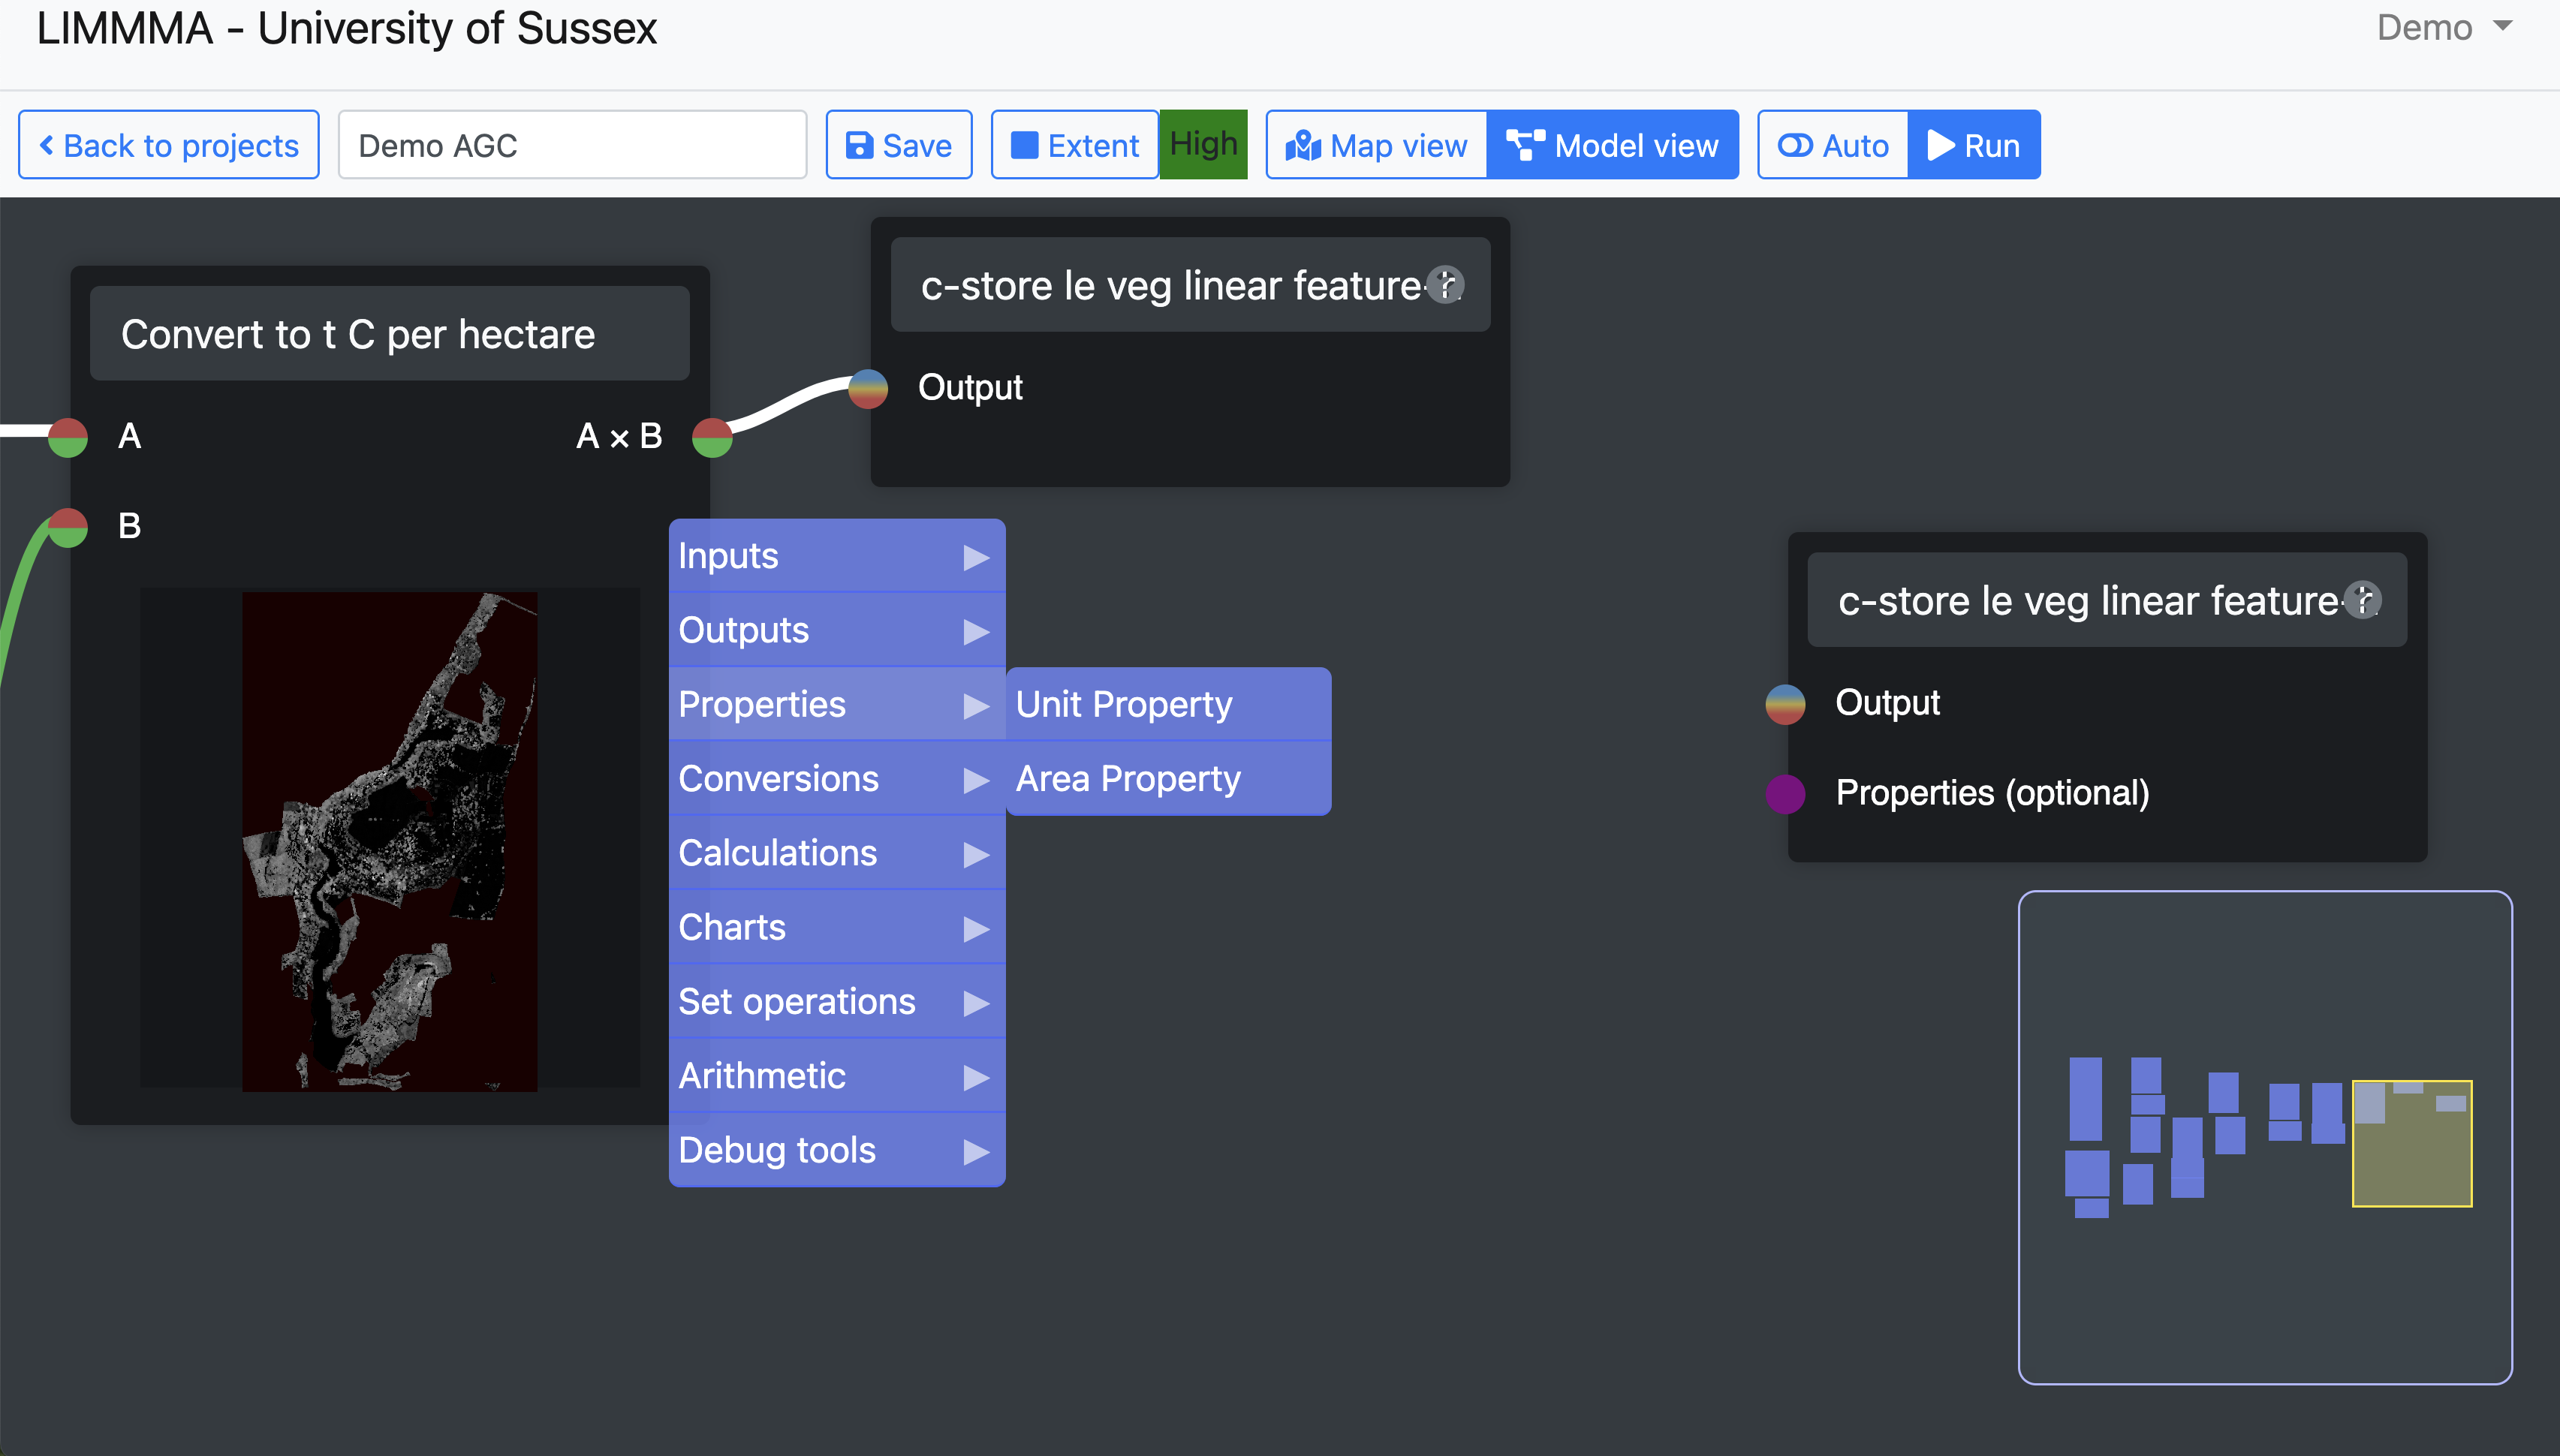 LIMMMA - University of Sussex
Demo
Back to projects
Demo AGC
Save
Extent
High
Map view
Model view
Auto
Run
c-store le veg linear feature-
Output
Convert to t C per hectare
A
A × B
B
Inputs
Outputs
Properties
Conversions
Calculations
Charts
Set operations
Arithmetic
Debug tools
Unit Property
Area Property
c-store le veg linear feature-
Output
Properties (optional)